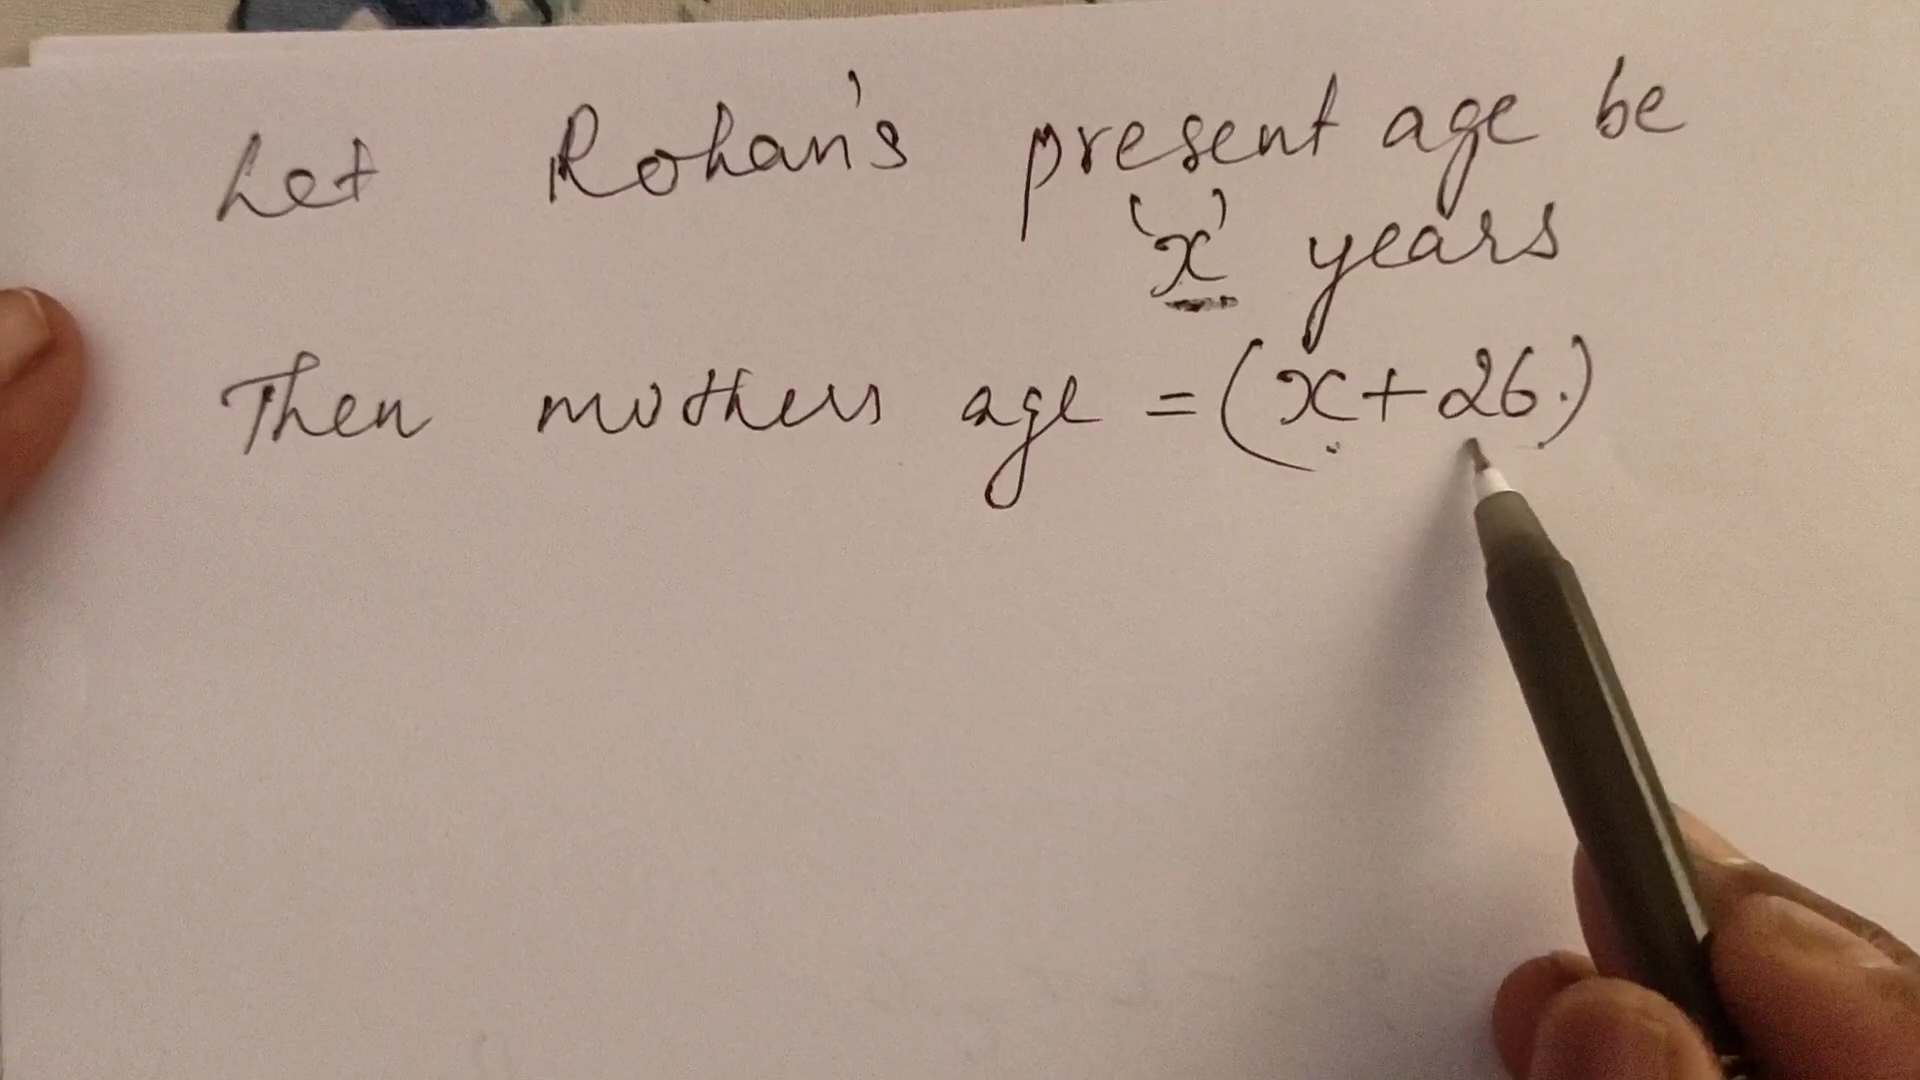 Let Rohan's present age be
'x' years
Then mothers age = (x+26.)